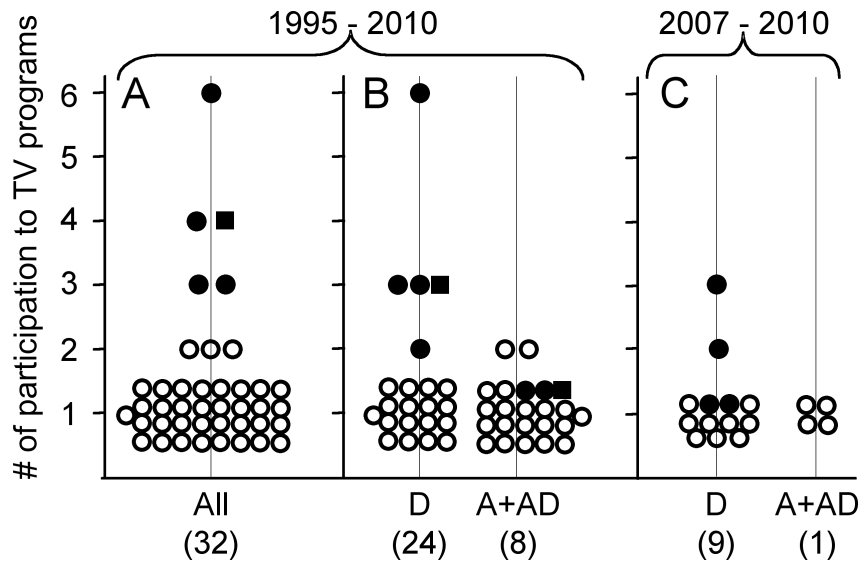 1995 - 2010
2007 - 2010
# of participation to TV programs
A
B
C
6
5
4
3
2
1
All
D
A+AD
D
A+AD
(32)
(24)
(8)
(9)
(1)